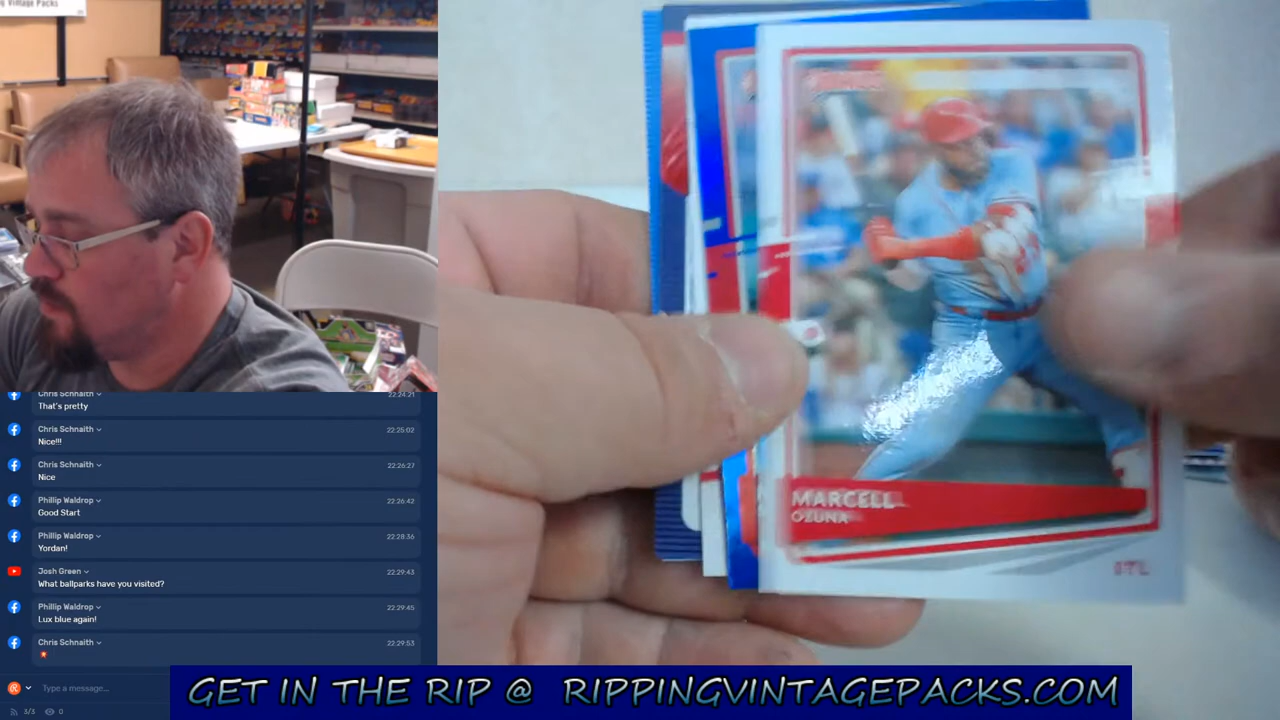 g Vintage Packs
Chris Schnaith
22:24:21
That's pretty
Chris Schnaith
22:25:02
Nice!!!
Chris Schnaith
22:26:27
Nice
Phillip Waldrop
22:26:42
Good Start
Phillip Waldrop
22:28:36
Yordan!
Josh Green
22:29:43
What ballparks have you visited?
Phillip Waldrop
22:29:45
Lux blue again!
Chris Schnaith
22:29:53
Type a message...
3/3
0
MARCELL
OZUNA
STL
GET IN THE RIP @ RIPPINGVINTAGEPACKS.COM